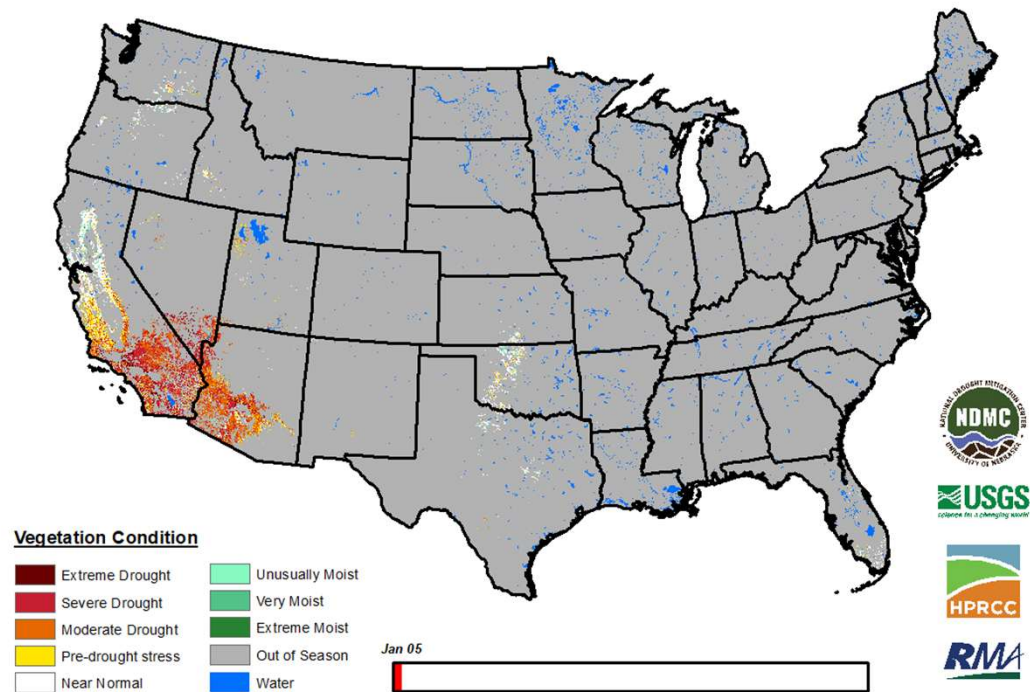 Vegetation Condition
Extreme Drought
Severe Drought
Moderate Drought
Pre-drought stress
Near Normal
Unusually Moist
Very Moist
Extreme Moist
Out of Season
Water
Jan 05
NATIONAL DROUGHT MITIGATION CENTER
NDMC
UNIVERSITY OF NEBRASKA
USGS
science for a changing world
HPRCC
RMA